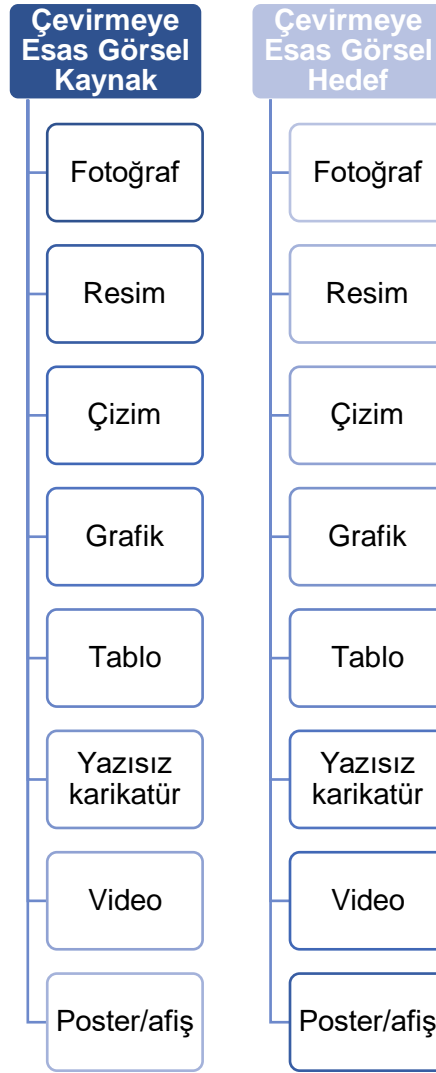 Çevirmeye
Esas Görsel
Kaynak
Fotoğraf
Resim
Çizim
Grafik
Tablo
Yazısız
karikatür
Video
Poster/afiş
Çevirmeye
Esas Görsel
Hedef
Fotoğraf
Resim
Çizim
Grafik
Tablo
Yazısız
karikatür
Video
Poster/afiş